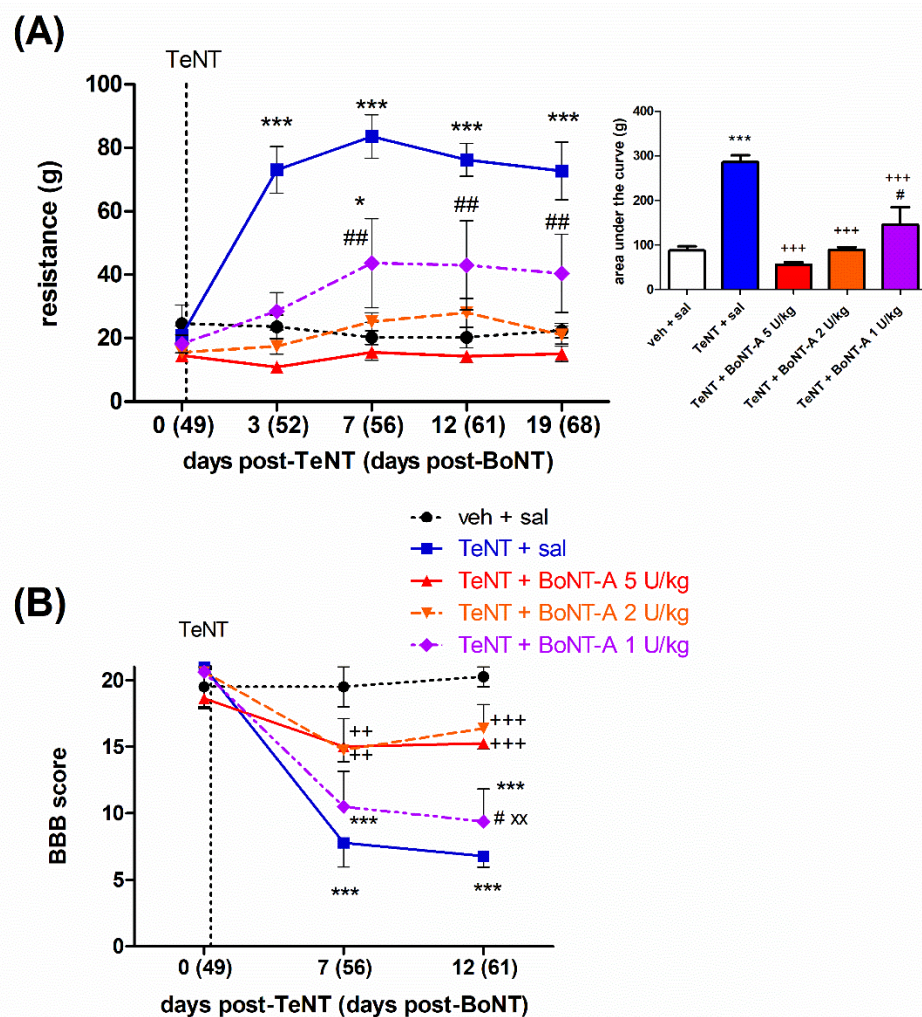 (A)
TeNT
100
80
60
40
20
0
resistance (g)
***
***
***
***
*
##
##
##
0 (49) 3 (52) 7 (56) 12 (61) 19 (68)
days post-TeNT (days post-BoNT)
400
300
200
100
0
area under the curve (g)
***
+++
+++
+++
#
veh + sal
TeNT + sal
TeNT + BoNT-A 5 U/kg
TeNT + BoNT-A 2 U/kg
TeNT + BoNT-A 1 U/kg
veh + sal
TeNT + sal
TeNT + BoNT-A 5 U/kg
TeNT + BoNT-A 2 U/kg
TeNT + BoNT-A 1 U/kg
(B)
TeNT
20
15
10
5
0
BBB score
++
++
+++
+++
***
***
# xx
***
***
0 (49) 7 (56) 12 (61)
days post-TeNT (days post-BoNT)